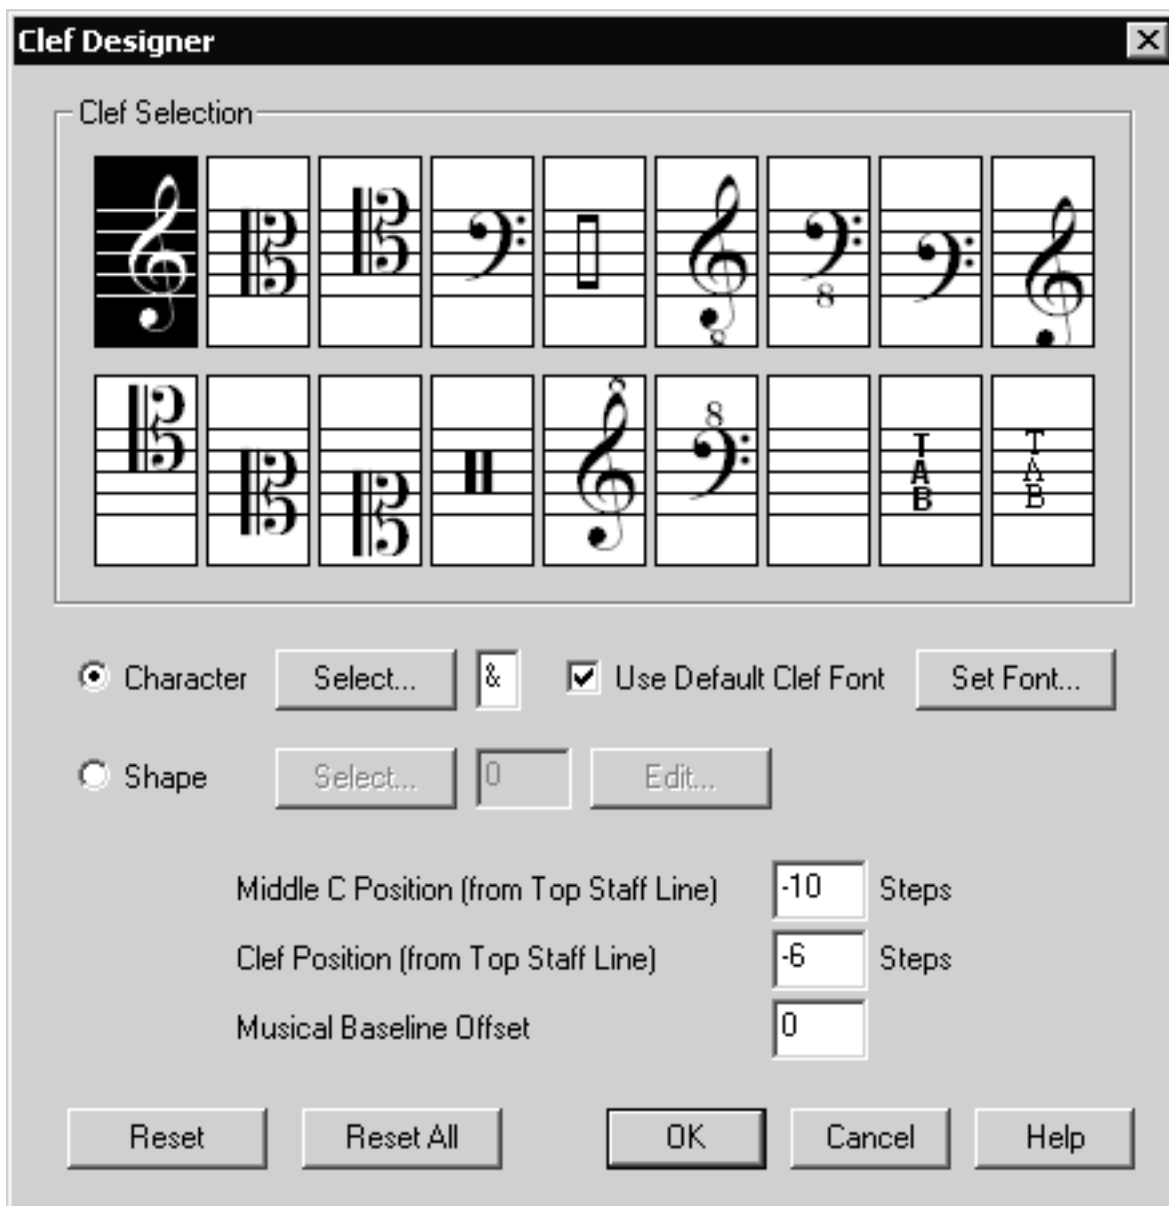 Clef Designer
Clef Selection
8 8
8 8 T A B T A B
Character Select... & Use Default Clef Font Set Font...
Shape Select... 0 Edit...
Middle C Position (from Top Staff Line) -10 Steps
Clef Position (from Top Staff Line) -6 Steps
Musical Baseline Offset 0
Reset Reset All OK Cancel Help